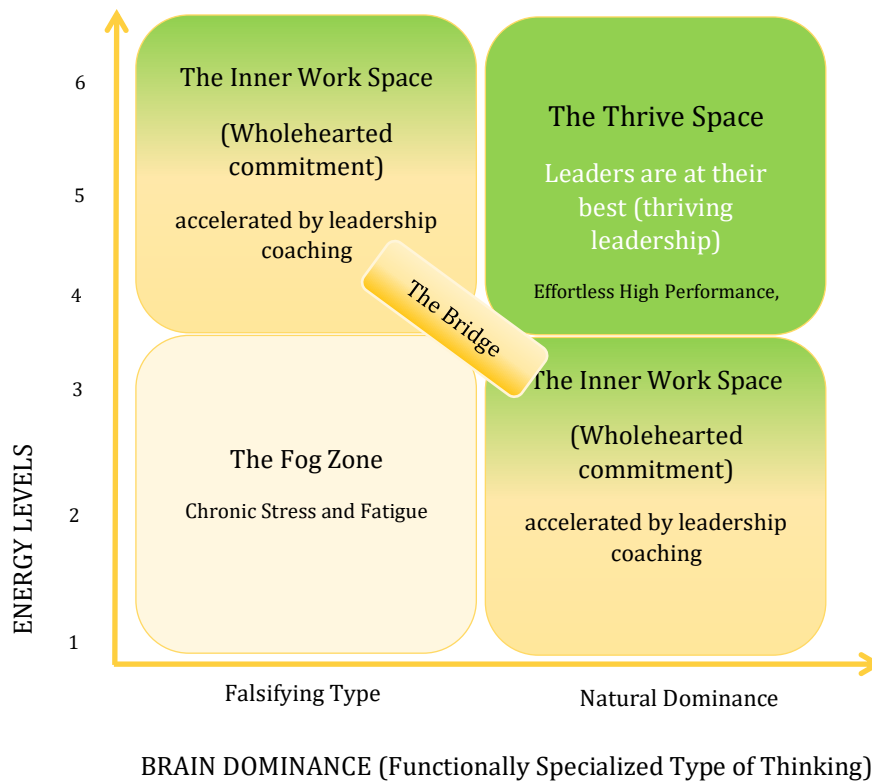 ENERGY LEVELS
6
5
4
3
2
1
The Inner Work Space
(Wholehearted
commitment)
accelerated by leadership
coaching
The Thrive Space
Leaders are at their
best (thriving
leadership)
Effortless High Performance,
The Bridge
The Fog Zone
Chronic Stress and Fatigue
The Inner Work Space
(Wholehearted
commitment)
accelerated by leadership
coaching
Falsifying Type
Natural Dominance
BRAIN DOMINANCE (Functionally Specialized Type of Thinking)